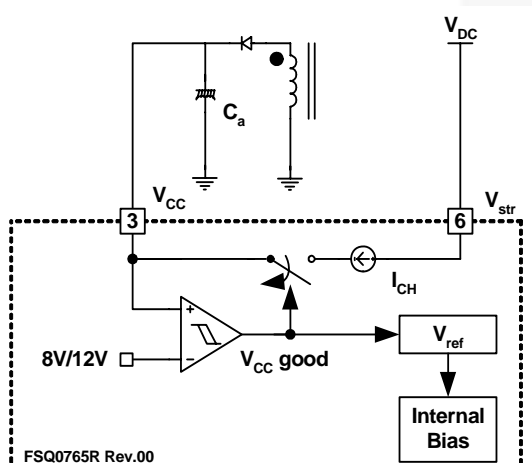 V_DC
C_a
V_CC
V_str
3
6
I_CH
+
−
8V/12V
V_CC good
V_ref
Internal
Bias
FSQ0765R Rev.00